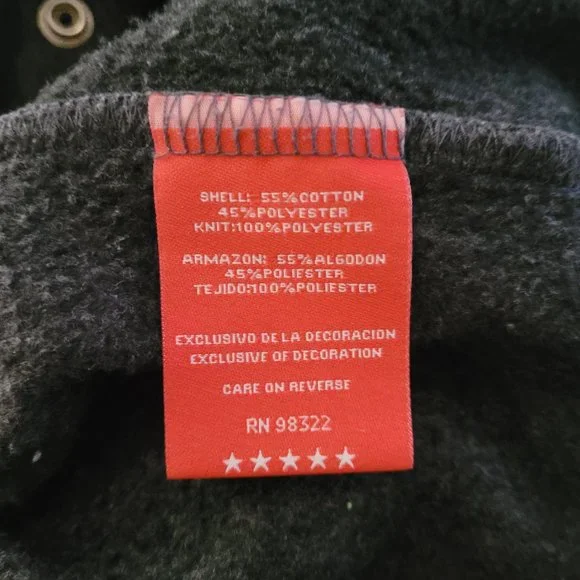 SHELL: 55%COTTON
45%POLYESTER
KNIT:100%POLYESTER
ARMAZON: 55%ALGODON
45%POLIESTER
TEJIDO:100%POLIESTER
EXCLUSIVO DE LA DECORACION
EXCLUSIVE OF DECORATION
CARE ON REVERSE
RN 98322